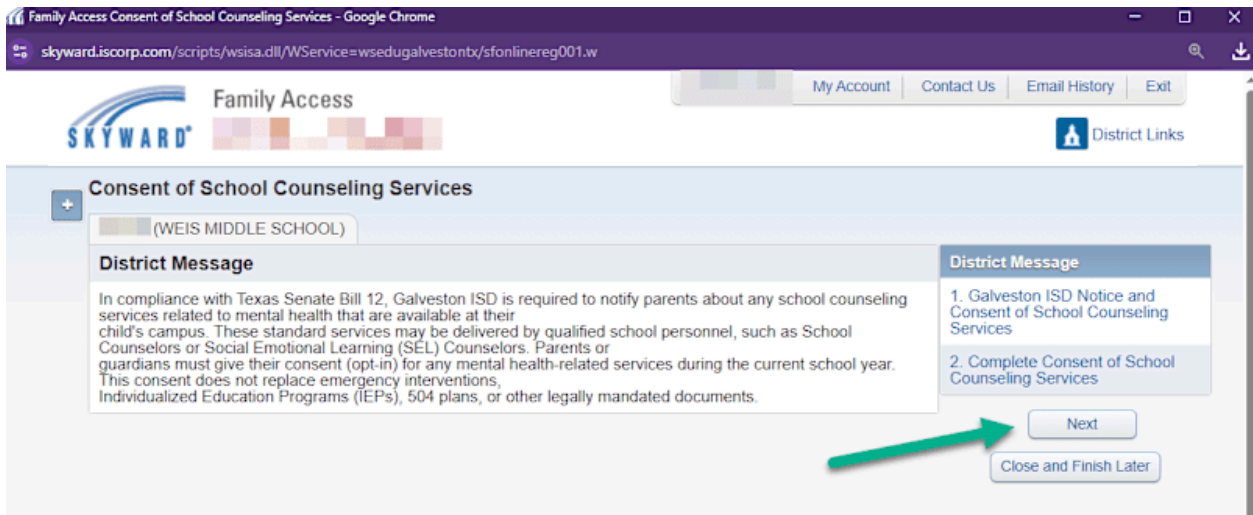 Family Access Consent of School Counseling Services - Google Chrome
skyward.iscorp.com/scripts/wsisa.dll/WService=wsedugalvestontx/sfonlinereg001.w
My Account
Contact Us
Email History
Exit
SKYWARD®
Family Access
District Links
Consent of School Counseling Services
(WEIS MIDDLE SCHOOL)
District Message
In compliance with Texas Senate Bill 12, Galveston ISD is required to notify parents about any school counseling
services related to mental health that are available at their
child's campus. These standard services may be delivered by qualified school personnel, such as School
Counselors or Social Emotional Learning (SEL) Counselors. Parents or
guardians must give their consent (opt-in) for any mental health-related services during the current school year.
This consent does not replace emergency interventions,
Individualized Education Programs (IEPs), 504 plans, or other legally mandated documents.
District Message
1. Galveston ISD Notice and
Consent of School Counseling
Services
2. Complete Consent of School
Counseling Services
Next
Close and Finish Later